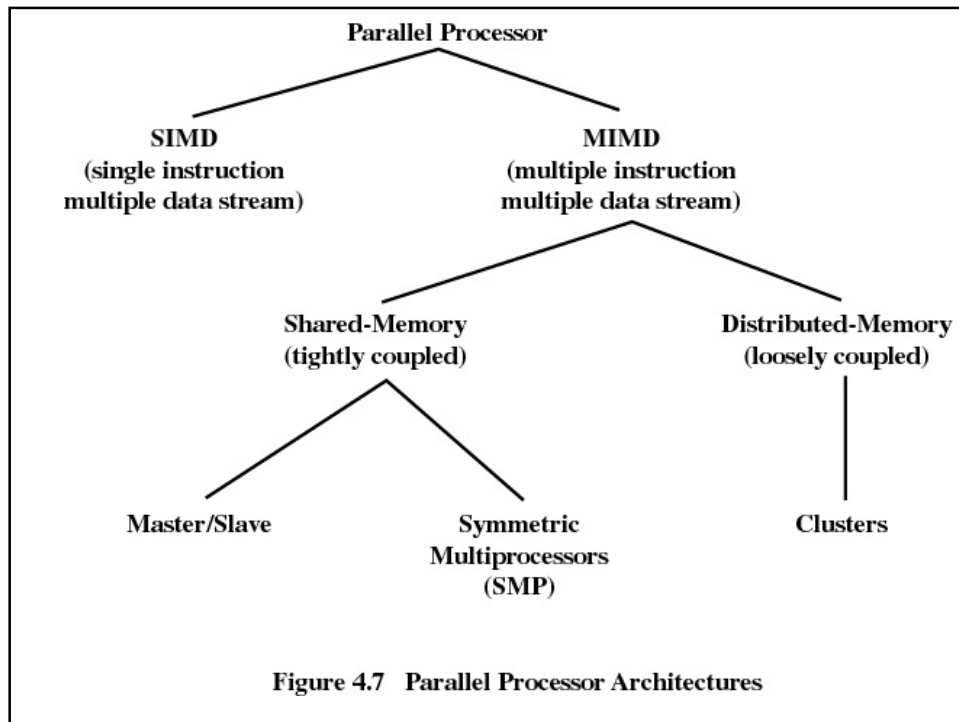 Parallel Processor
SIMD
(single instruction
multiple data stream)
MIMD
(multiple instruction
multiple data stream)
Shared-Memory
(tightly coupled)
Distributed-Memory
(loosely coupled)
Master/Slave
Symmetric
Multiprocessors
(SMP)
Clusters
Figure 4.7 Parallel Processor Architectures